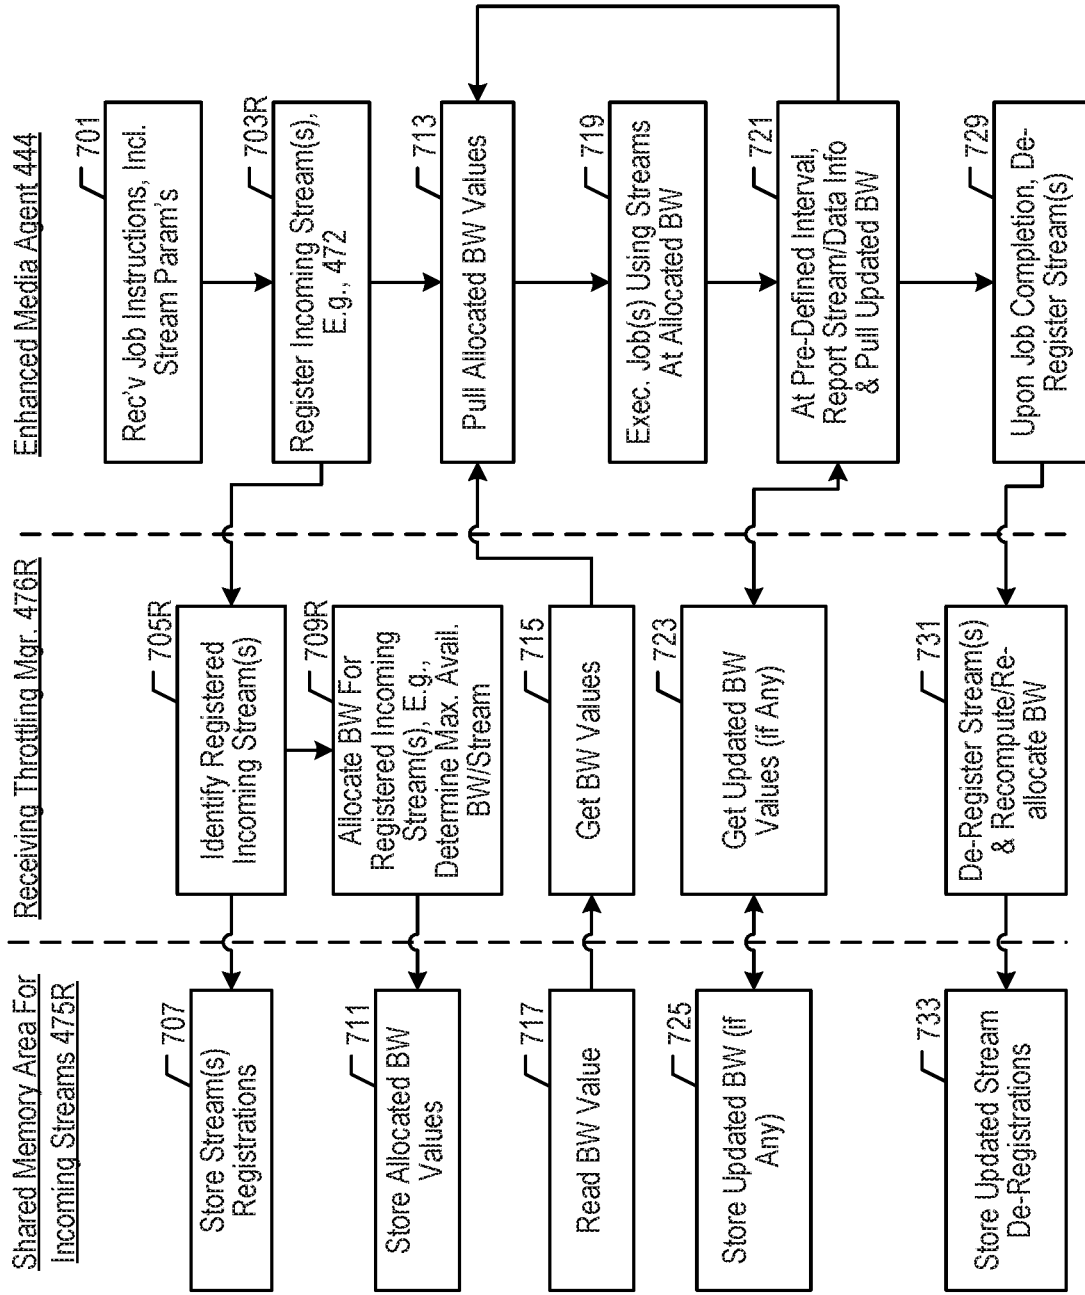 Shared Memory Area For
Incoming Streams 475R
Receiving Throttling Mgr. 476R
Enhanced Media Agent 444
701
Rec'v Job Instructions, Incl.
Stream Param's
703R
Register Incoming Stream(s),
E.g., 472
705R
Identify Registered
Incoming Stream(s)
707
Store Stream(s)
Registrations
709R
Allocate BW For
Registered Incoming
Stream(s), E.g.,
Determine Max. Avail.
BW/Stream
711
Store Allocated BW
Values
713
Pull Allocated BW Values
715
Get BW Values
717
Read BW Value
719
Exec. Job(s) Using Streams
At Allocated BW
721
At Pre-Defined Interval,
Report Stream/Data Info
& Pull Updated BW
723
Get Updated BW
Values (if Any)
725
Store Updated BW (if
Any)
729
Upon Job Completion, De-
Register Stream(s)
731
De-Register Stream(s)
& Recompute/Re-
allocate BW
733
Store Updated Stream
De-Registrations